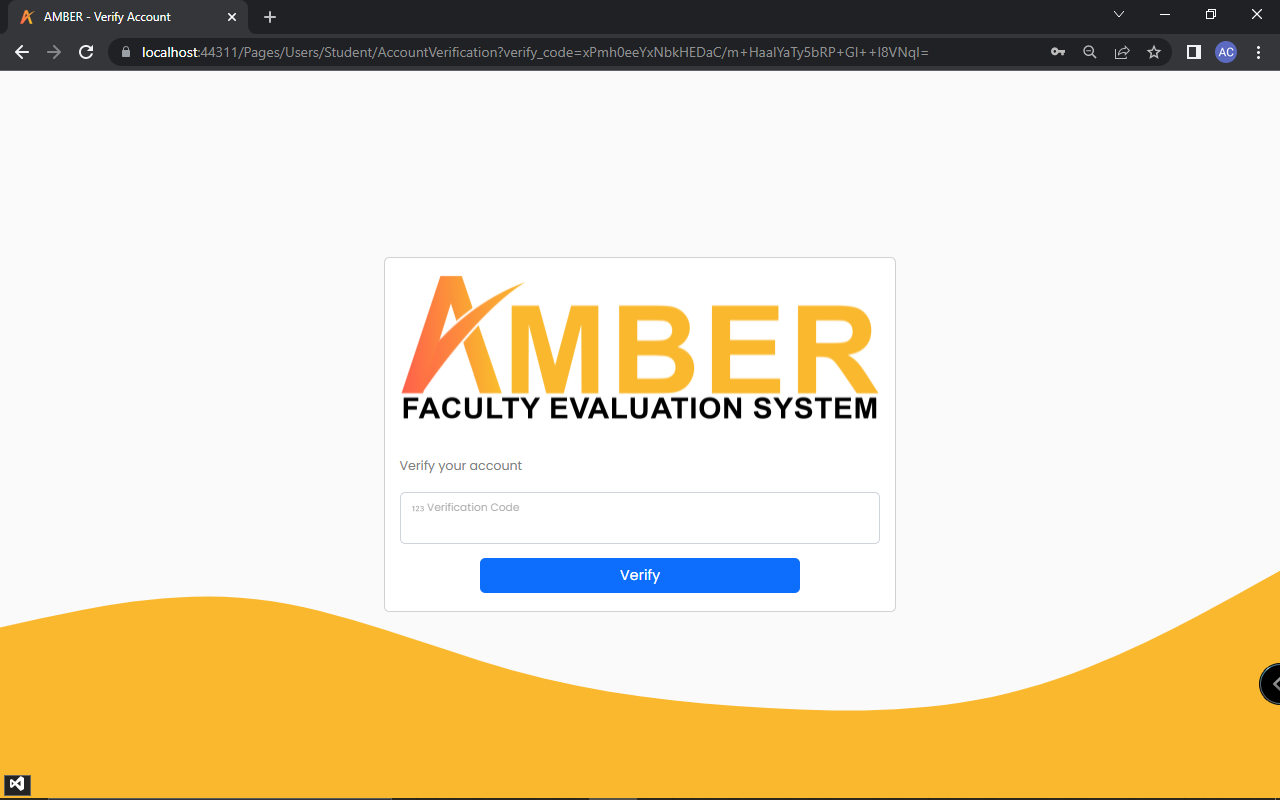 AMBER - Verify Account
localhost:44311/Pages/Users/Student/AccountVerification?verify_code=xPmh0eeYxNbkHEDaC/m+HaalYaTy5bRP+GI++I8VNqI=
AC
AMBER
FACULTY EVALUATION SYSTEM
Verify your account
123 Verification Code
Verify